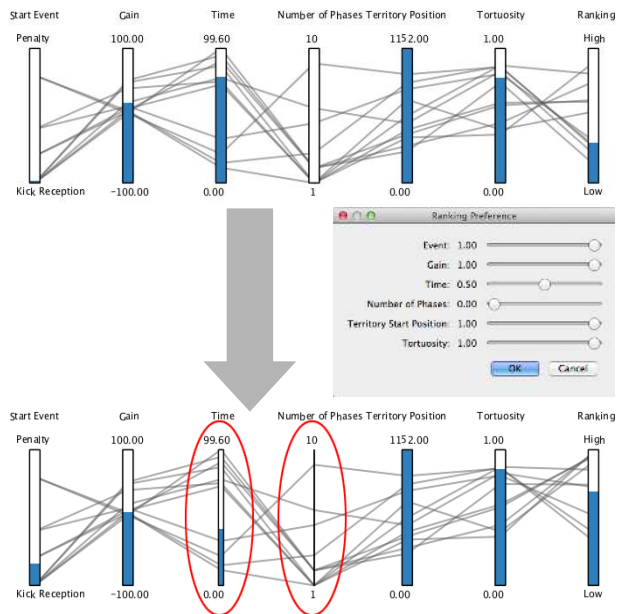 Start Event Gain Time Number of Phases Territory Position Tortuosity Ranking
Penalty 100.00 99.60 10 1152.00 1.00 High
Kick Reception -100.00 0.00 1 0.00 0.00 Low
Ranking Preference
Event: 1.00
Gain: 1.00
Time: 0.50
Number of Phases: 0.00
Territory Start Position: 1.00
Tortuosity: 1.00
OK Cancel
Start Event Gain Time Number of Phases Territory Position Tortuosity Ranking
Penalty 100.00 99.60 10 1152.00 1.00 High
Kick Reception -100.00 0.00 1 0.00 0.00 Low